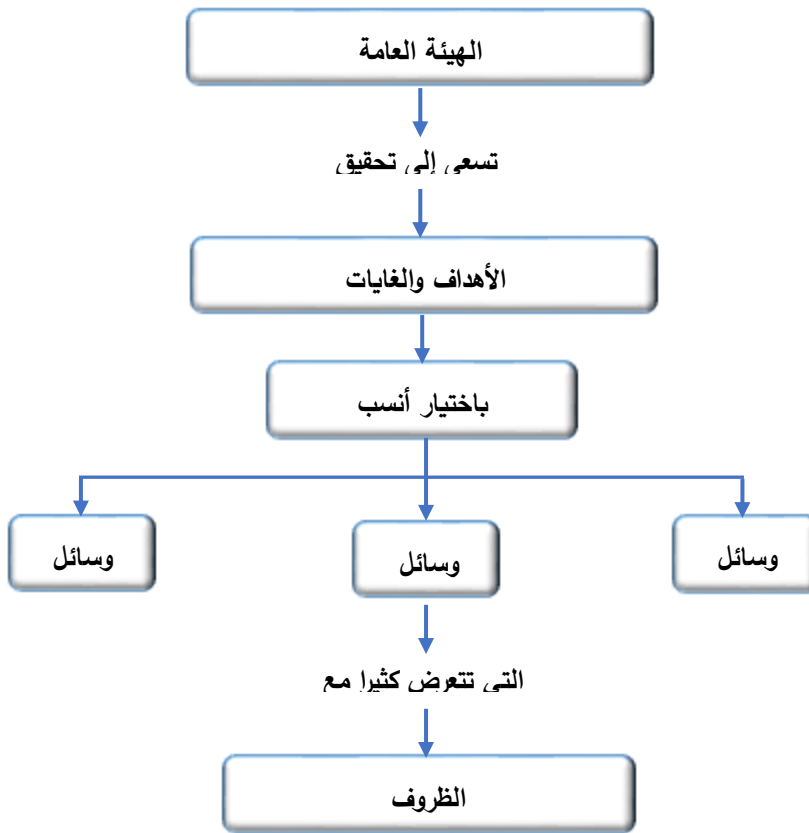 الهيئة العامة
تسعى إلى تحقيق
الأهداف والغايات
باختيار أنسب
وسائل
وسائل
وسائل
التي تتعرض كثيرا مع
الظروف